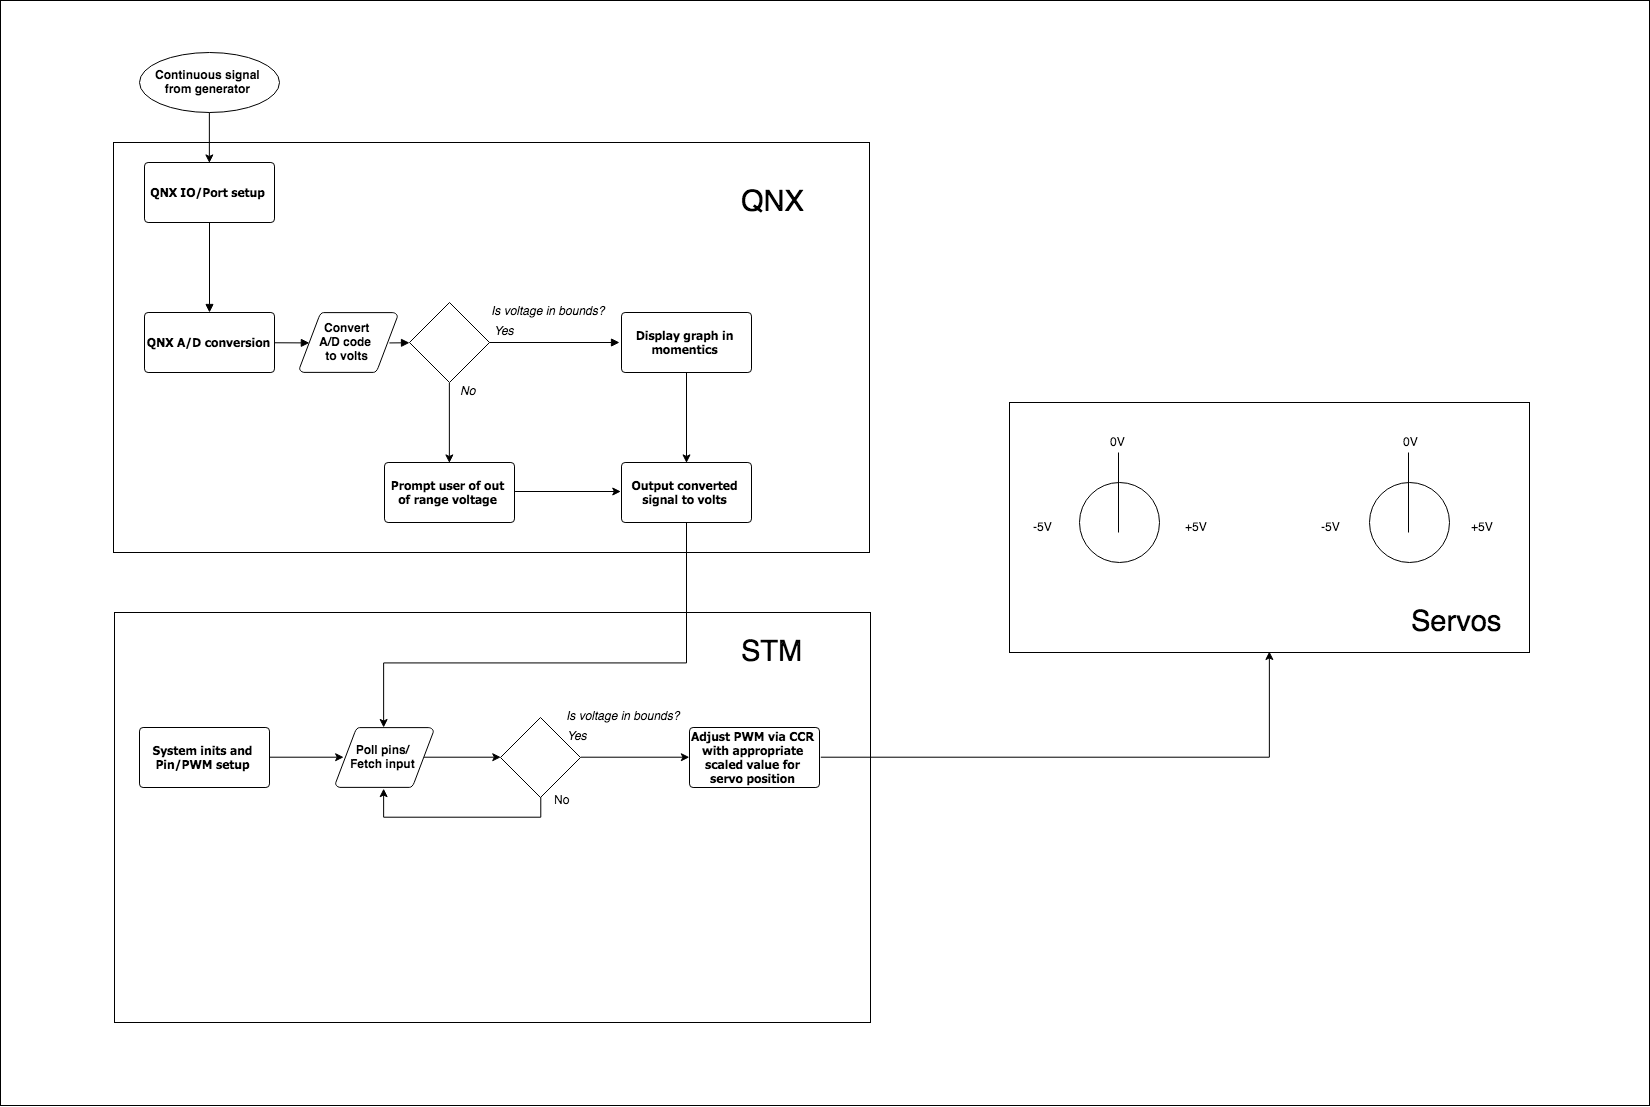 Continuous signal
from generator
QNX IO/Port setup
QNX
QNX A/D conversion
Convert
A/D code
to volts
Is voltage in bounds?
Yes
No
Display graph in
momentics
Prompt user of out
of range voltage
Output converted
signal to volts
STM
System inits and
Pin/PWM setup
Poll pins/
Fetch input
Is voltage in bounds?
Yes
No
Adjust PWM via CCR
with appropriate
scaled value for
servo position
0V
-5V
+5V
0V
-5V
+5V
Servos